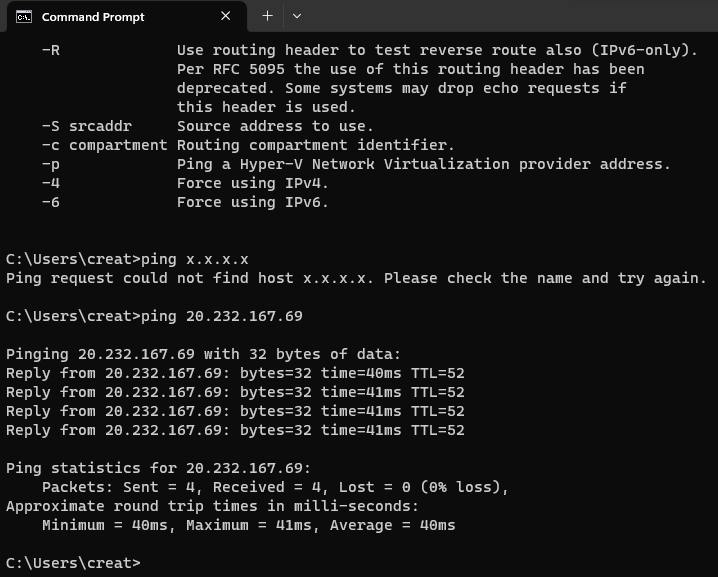 Command Prompt
-R Use routing header to test reverse route also (IPv6-only).
Per RFC 5095 the use of this routing header has been
deprecated. Some systems may drop echo requests if
this header is used.
-S srcaddr Source address to use.
-c compartment Routing compartment identifier.
-p Ping a Hyper-V Network Virtualization provider address.
-4 Force using IPv4.
-6 Force using IPv6.
C:\Users\creat>ping x.x.x.x
Ping request could not find host x.x.x.x. Please check the name and try again.
C:\Users\creat>ping 20.232.167.69
Pinging 20.232.167.69 with 32 bytes of data:
Reply from 20.232.167.69: bytes=32 time=40ms TTL=52
Reply from 20.232.167.69: bytes=32 time=41ms TTL=52
Reply from 20.232.167.69: bytes=32 time=41ms TTL=52
Reply from 20.232.167.69: bytes=32 time=41ms TTL=52
Ping statistics for 20.232.167.69:
Packets: Sent = 4, Received = 4, Lost = 0 (0% loss),
Approximate round trip times in milli-seconds:
Minimum = 40ms, Maximum = 41ms, Average = 40ms
C:\Users\creat>